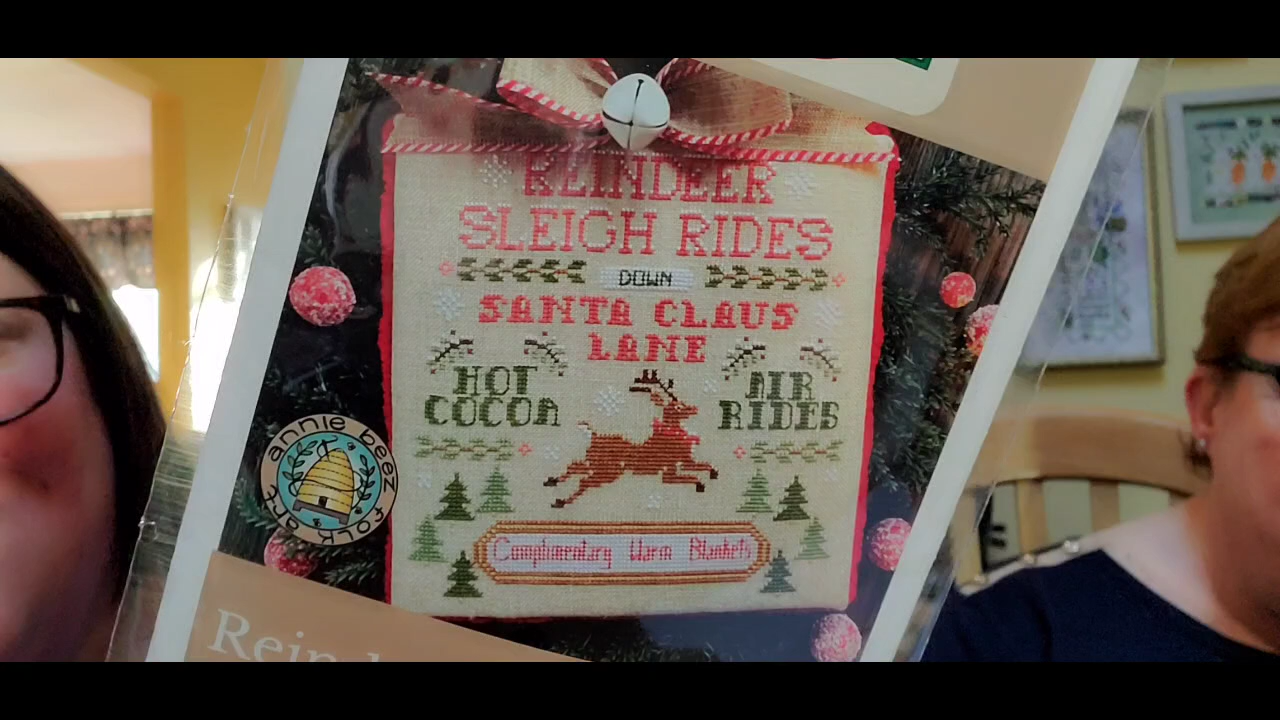 REINDEER
SLEIGH RIDES
DOWN
SANTA CLAUS
LANE
HOT
COCOA
AIR
RIDES
Complimentary Warm Blankets
annie beez folk art